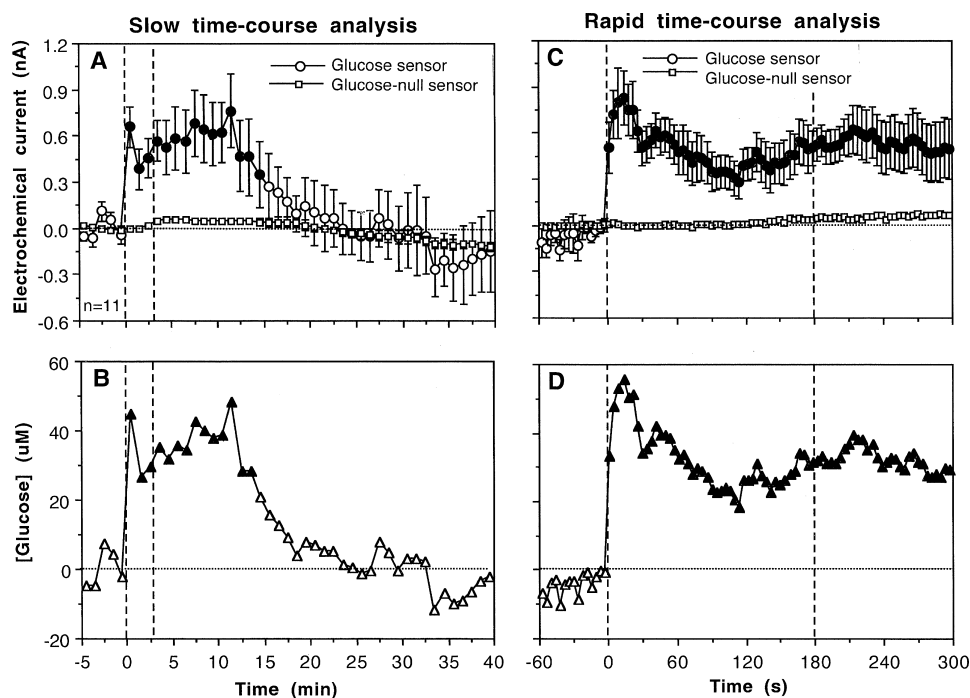 Slow time-course analysis
Rapid time-course analysis
A
Glucose sensor
Glucose-null sensor
Electrochemical current (nA)
1.2
0.9
0.6
0.3
0.0
-0.3
-0.6
n=11
C
Glucose sensor
Glucose-null sensor
B
[Glucose] (uM)
60
40
20
0
-20
-5 0 5 10 15 20 25 30 35 40
Time (min)
D
-60 0 60 120 180 240 300
Time (s)